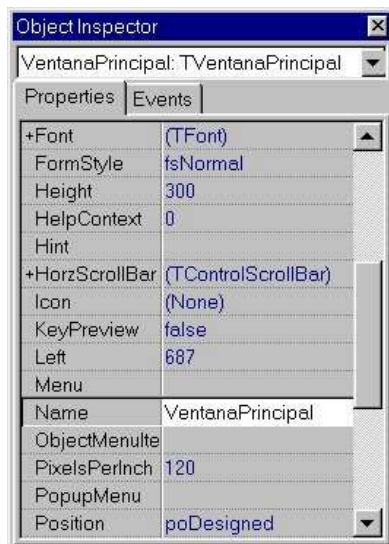 Object Inspector
VentanaPrincipal: TVentanaPrincipal
Properties Events
+Font (TFont)
FormStyle fsNormal
Height 300
HelpContext 0
Hint
+HorzScrollBar (TControlScrollBar)
Icon (None)
KeyPreview false
Left 687
Menu
Name VentanaPrincipal
ObjectMenuIte
PixelsPerInch 120
PopupMenu
Position poDesigned